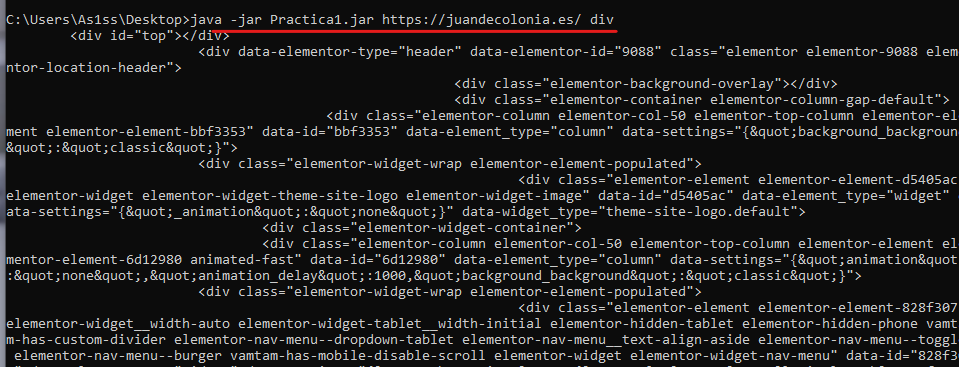 C:\Users\As1ss\Desktop>java -jar Practica1.jar https://juandecolonia.es/ div
<div id="top"></div>
<div data-elementor-type="header" data-elementor-id="9088" class="elementor elementor-9088 elem
ntor-location-header">
<div class="elementor-background-overlay"></div>
<div class="elementor-container elementor-column-gap-default">
<div class="elementor-column elementor-col-50 elementor-top-column elementor-el
ment elementor-element-bbf3353" data-id="bbf3353" data-element_type="column" data-settings="{&quot;background_backgroun
&quot;:&quot;classic&quot;}">
<div class="elementor-widget-wrap elementor-element-populated">
<div class="elementor-element elementor-element-d5405ac
elementor-widget elementor-widget-theme-site-logo elementor-widget-image" data-id="d5405ac" data-element_type="widget"
ata-settings="{&quot;_animation&quot;:&quot;none&quot;}" data-widget_type="theme-site-logo.default">
<div class="elementor-widget-container">
<div class="elementor-column elementor-col-50 elementor-top-column elementor-element el
mentor-element-6d12980 animated-fast" data-id="6d12980" data-element_type="column" data-settings="{&quot;animation&quot
:&quot;none&quot;,&quot;animation_delay&quot;:1000,&quot;background_background&quot;:&quot;classic&quot;}">
<div class="elementor-widget-wrap elementor-element-populated">
<div class="elementor-element elementor-element-828f307
elementor-widget__width-auto elementor-widget-tablet__width-initial elementor-hidden-tablet elementor-hidden-phone vamt
m-has-custom-divider elementor-nav-menu--dropdown-tablet elementor-nav-menu__text-align-aside elementor-nav-menu--toggl
elementor-nav-menu--burger vamtam-has-mobile-disable-scroll elementor-widget elementor-widget-nav-menu" data-id="828f3